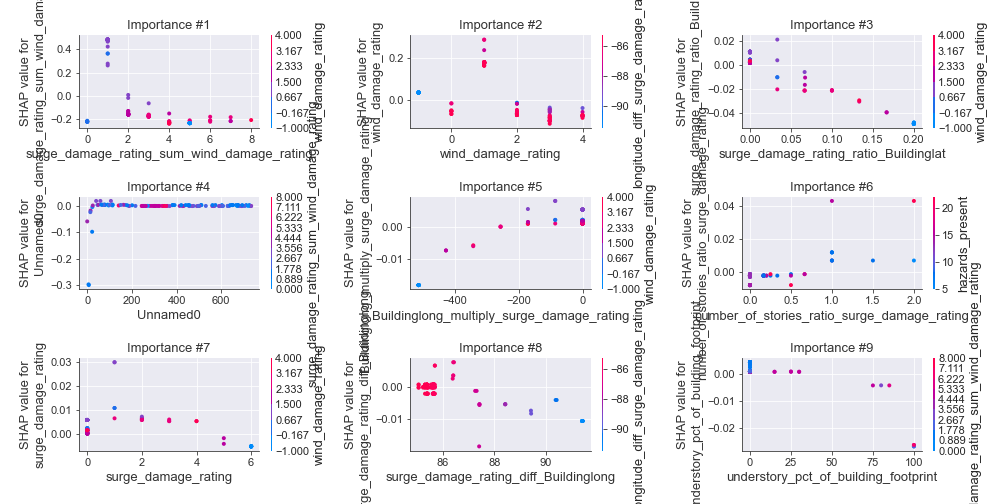 Importance #1
SHAP value for
surge_damage_rating_sum_wind_damage_rating
0.4
0.2
0.0
−0.2
0
2
4
6
8
surge_damage_rating_sum_wind_damage_rating
4.000
3.167
2.333
1.500
0.667
−0.167
−1.000
wind_damage_rating
Importance #2
SHAP value for
wind_damage_rating
0.2
0.0
0
2
4
wind_damage_rating
−86
−88
−90
longitude_diff_surge_damage_rating
Importance #3
SHAP value for
surge_damage_rating_ratio_Buildinglat
0.02
0.00
−0.02
−0.04
0.00
0.05
0.10
0.15
0.20
surge_damage_rating_ratio_Buildinglat
4.000
3.167
2.333
1.500
0.667
−0.167
−1.000
wind_damage_rating
Importance #4
SHAP value for
Unnamed0
0.0
−0.1
−0.2
−0.3
0
200
400
600
Unnamed0
8.000
7.111
6.222
5.333
4.444
3.556
2.667
1.778
0.889
0.000
surge_damage_rating_sum_wind_damage_rating
Importance #5
SHAP value for
Buildinglong_multiply_surge_damage_rating
0.00
−0.01
−400
−200
0
Buildinglong_multiply_surge_damage_rating
4.000
3.167
2.333
1.500
0.667
−0.167
−1.000
wind_damage_rating
Importance #6
SHAP value for
number_of_stories_ratio_surge_damage_rating
0.04
0.02
0.00
0.0
0.5
1.0
1.5
2.0
number_of_stories_ratio_surge_damage_rating
20
15
10
5
hazards_present
Importance #7
SHAP value for
surge_damage_rating
0.03
0.02
0.01
0.00
0
2
4
6
surge_damage_rating
4.000
3.167
2.333
1.500
0.667
−0.167
−1.000
wind_damage_rating
Importance #8
SHAP value for
surge_damage_rating_diff_Buildinglong
0.00
−0.01
86
88
90
surge_damage_rating_diff_Buildinglong
−86
−88
−90
longitude_diff_surge_damage_rating
Importance #9
SHAP value for
understory_pct_of_building_footprint
0.00
−0.01
−0.02
0
25
50
75
100
understory_pct_of_building_footprint
8.000
7.111
6.222
5.333
4.444
3.556
2.667
1.778
0.889
0.000
surge_damage_rating_sum_wind_damage_rating